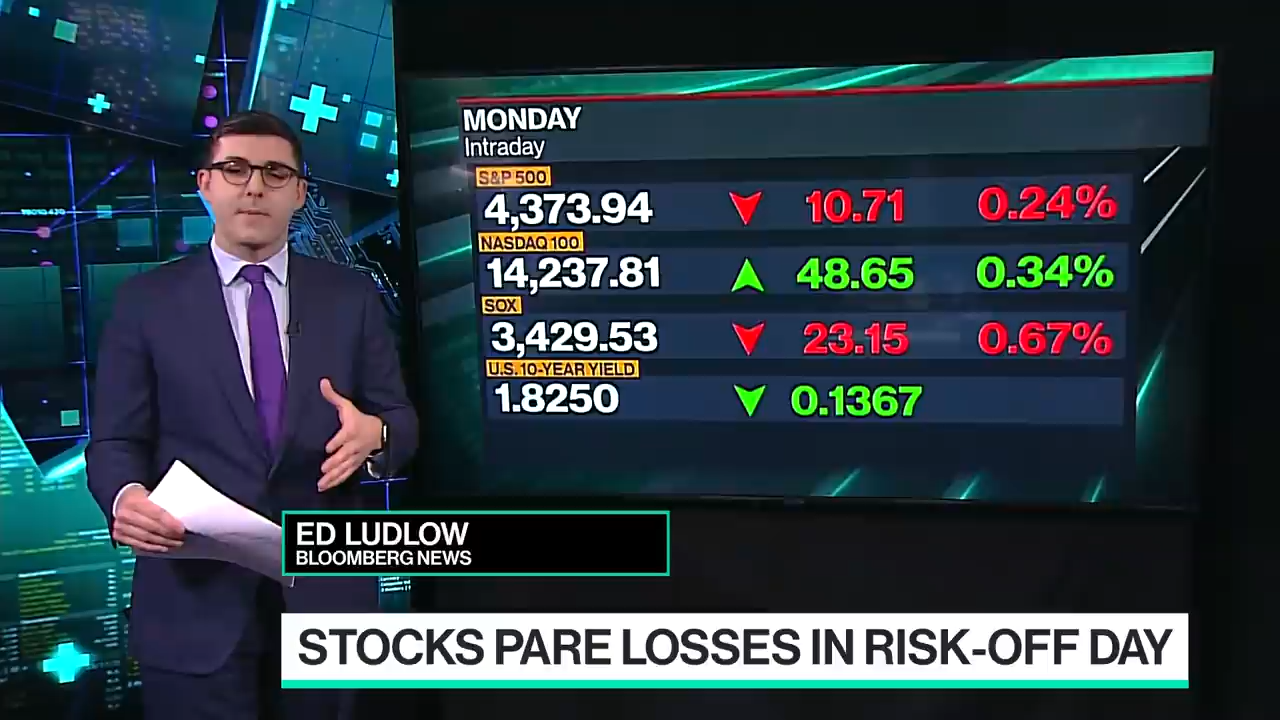 MONDAY
Intraday
S&P 500
4,373.94 10.71 0.24%
NASDAQ 100
14,237.81 48.65 0.34%
SOX
3,429.53 23.15 0.67%
U.S. 10-YEAR YIELD
1.8250 0.1367
ED LUDLOW
BLOOMBERG NEWS
STOCKS PARE LOSSES IN RISK-OFF DAY